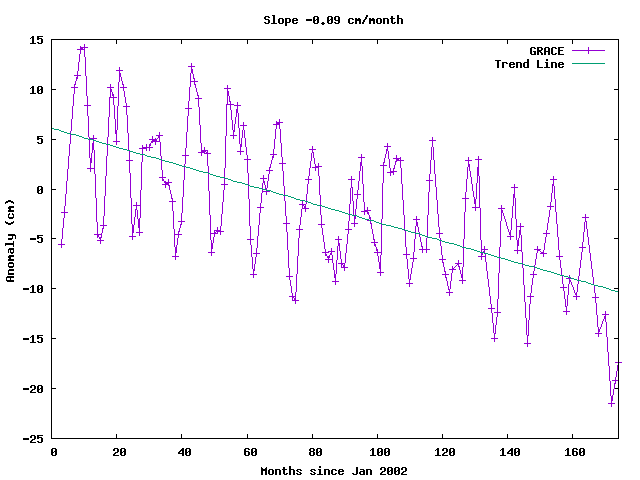 Slope -0.09 cm/month
GRACE
Trend Line
15
10
5
0
-5
-10
-15
-20
-25
Anomaly (cm)
0 20 40 60 80 100 120 140 160
Months since Jan 2002